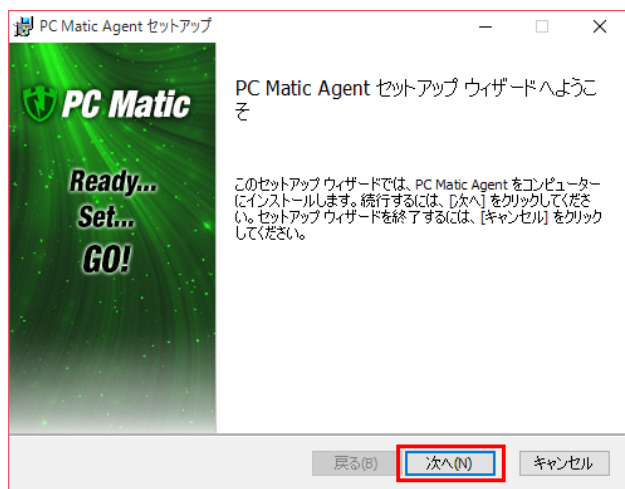 PC Matic Agent セットアップ
PC Matic
Ready...
Set...
GO!
PC Matic Agent セットアップ ウィザードへようこ
そ
このセットアップ ウィザードでは、PC Matic Agent をコンピューター
にインストールします。続行するには、[次へ] をクリックしてくださ
い。セットアップ ウィザードを終了するには、[キャンセル] をクリック
してください。
戻る(B)
次へ(N)
キャンセル